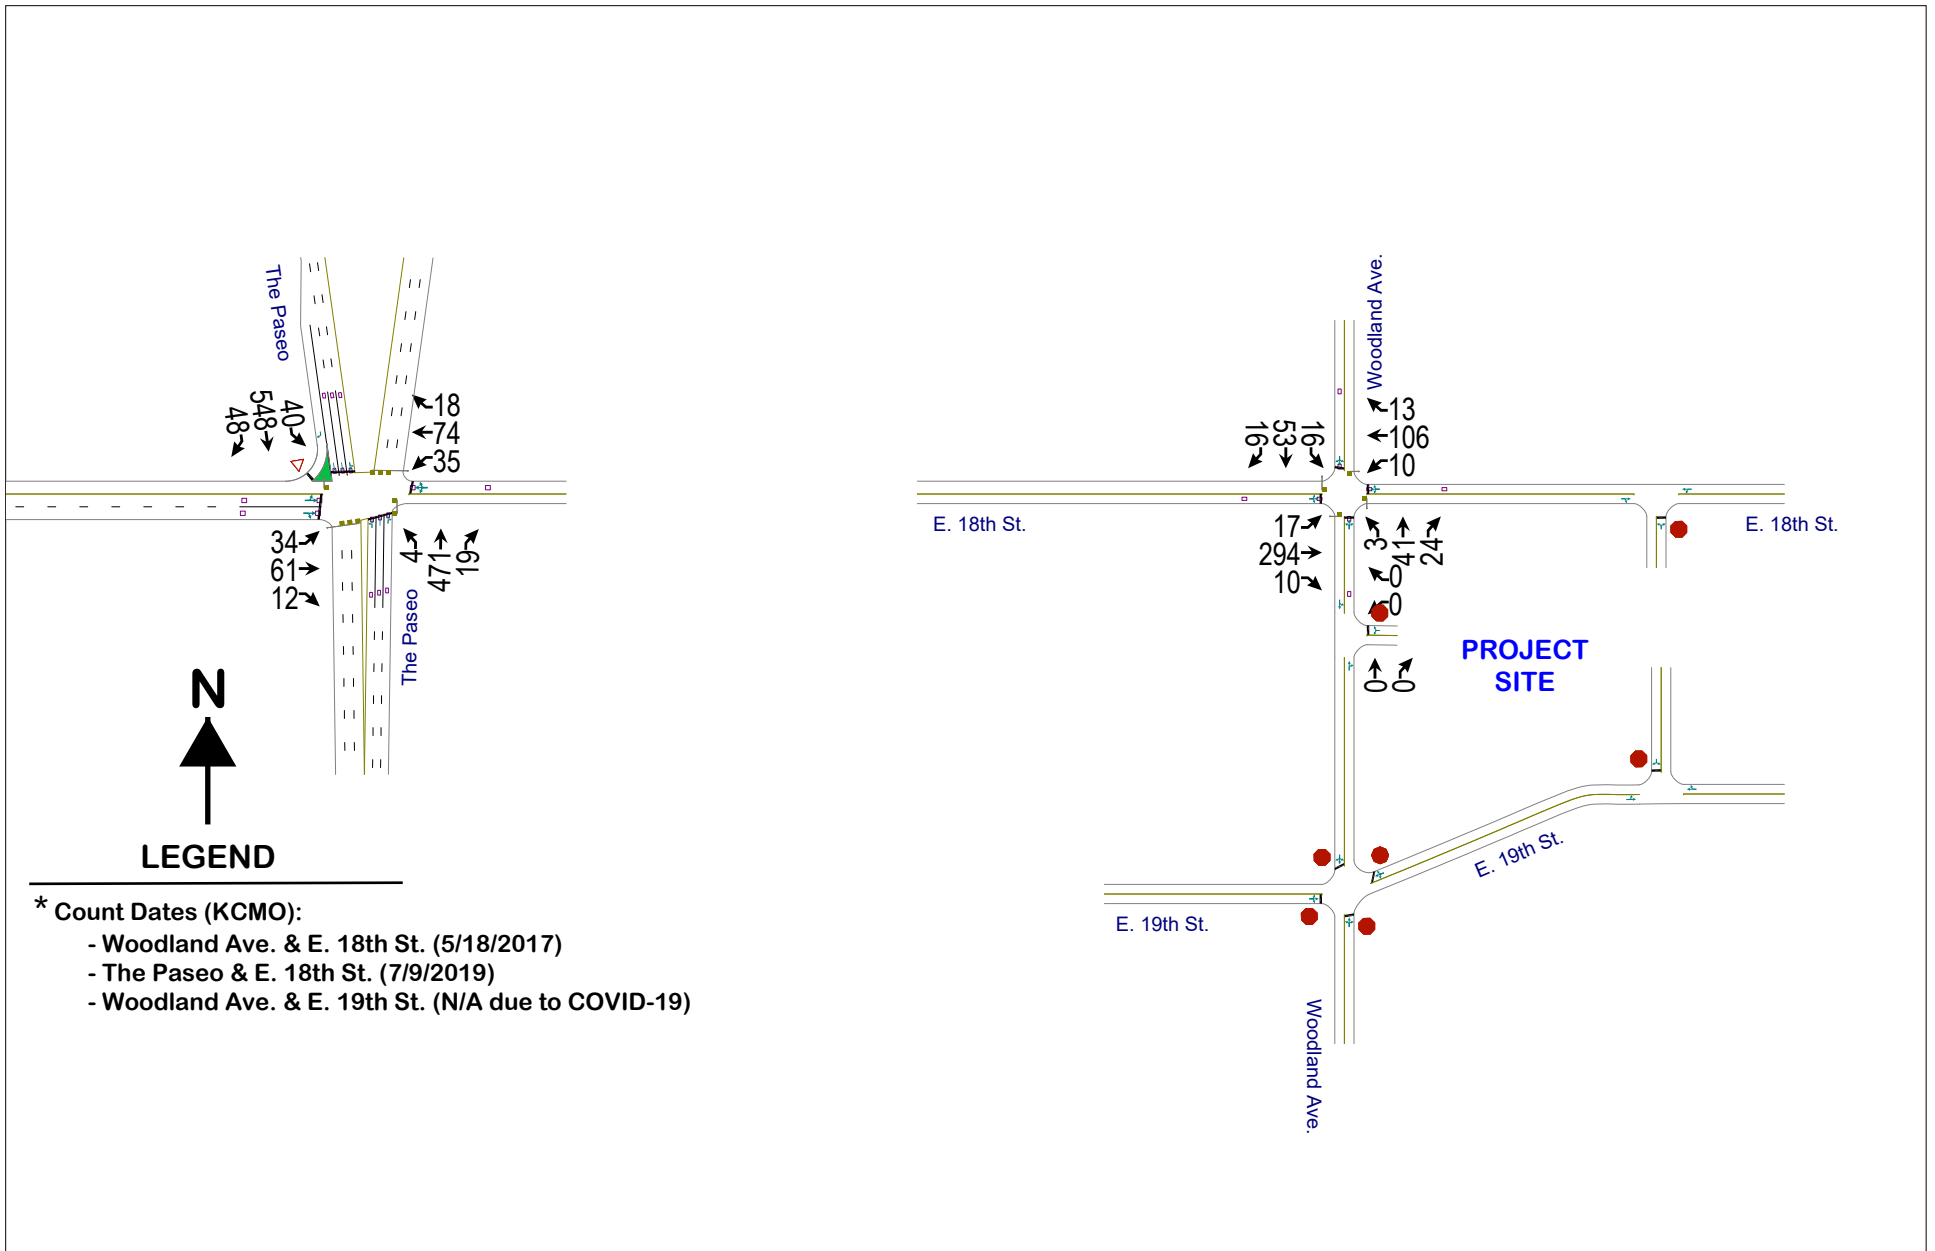 The Paseo
48
548
40
18
74
35
34
61
12
4
471
19
The Paseo
Woodland Ave.
16
53
16
13
106
10
E. 18th St.
E. 18th St.
17
294
10
3
41
24
0
0
0
0
PROJECT
SITE
N
LEGEND
* Count Dates (KCMO):
- Woodland Ave. & E. 18th St. (5/18/2017)
- The Paseo & E. 18th St. (7/9/2019)
- Woodland Ave. & E. 19th St. (N/A due to COVID-19)
E. 19th St.
E. 19th St.
Woodland Ave.